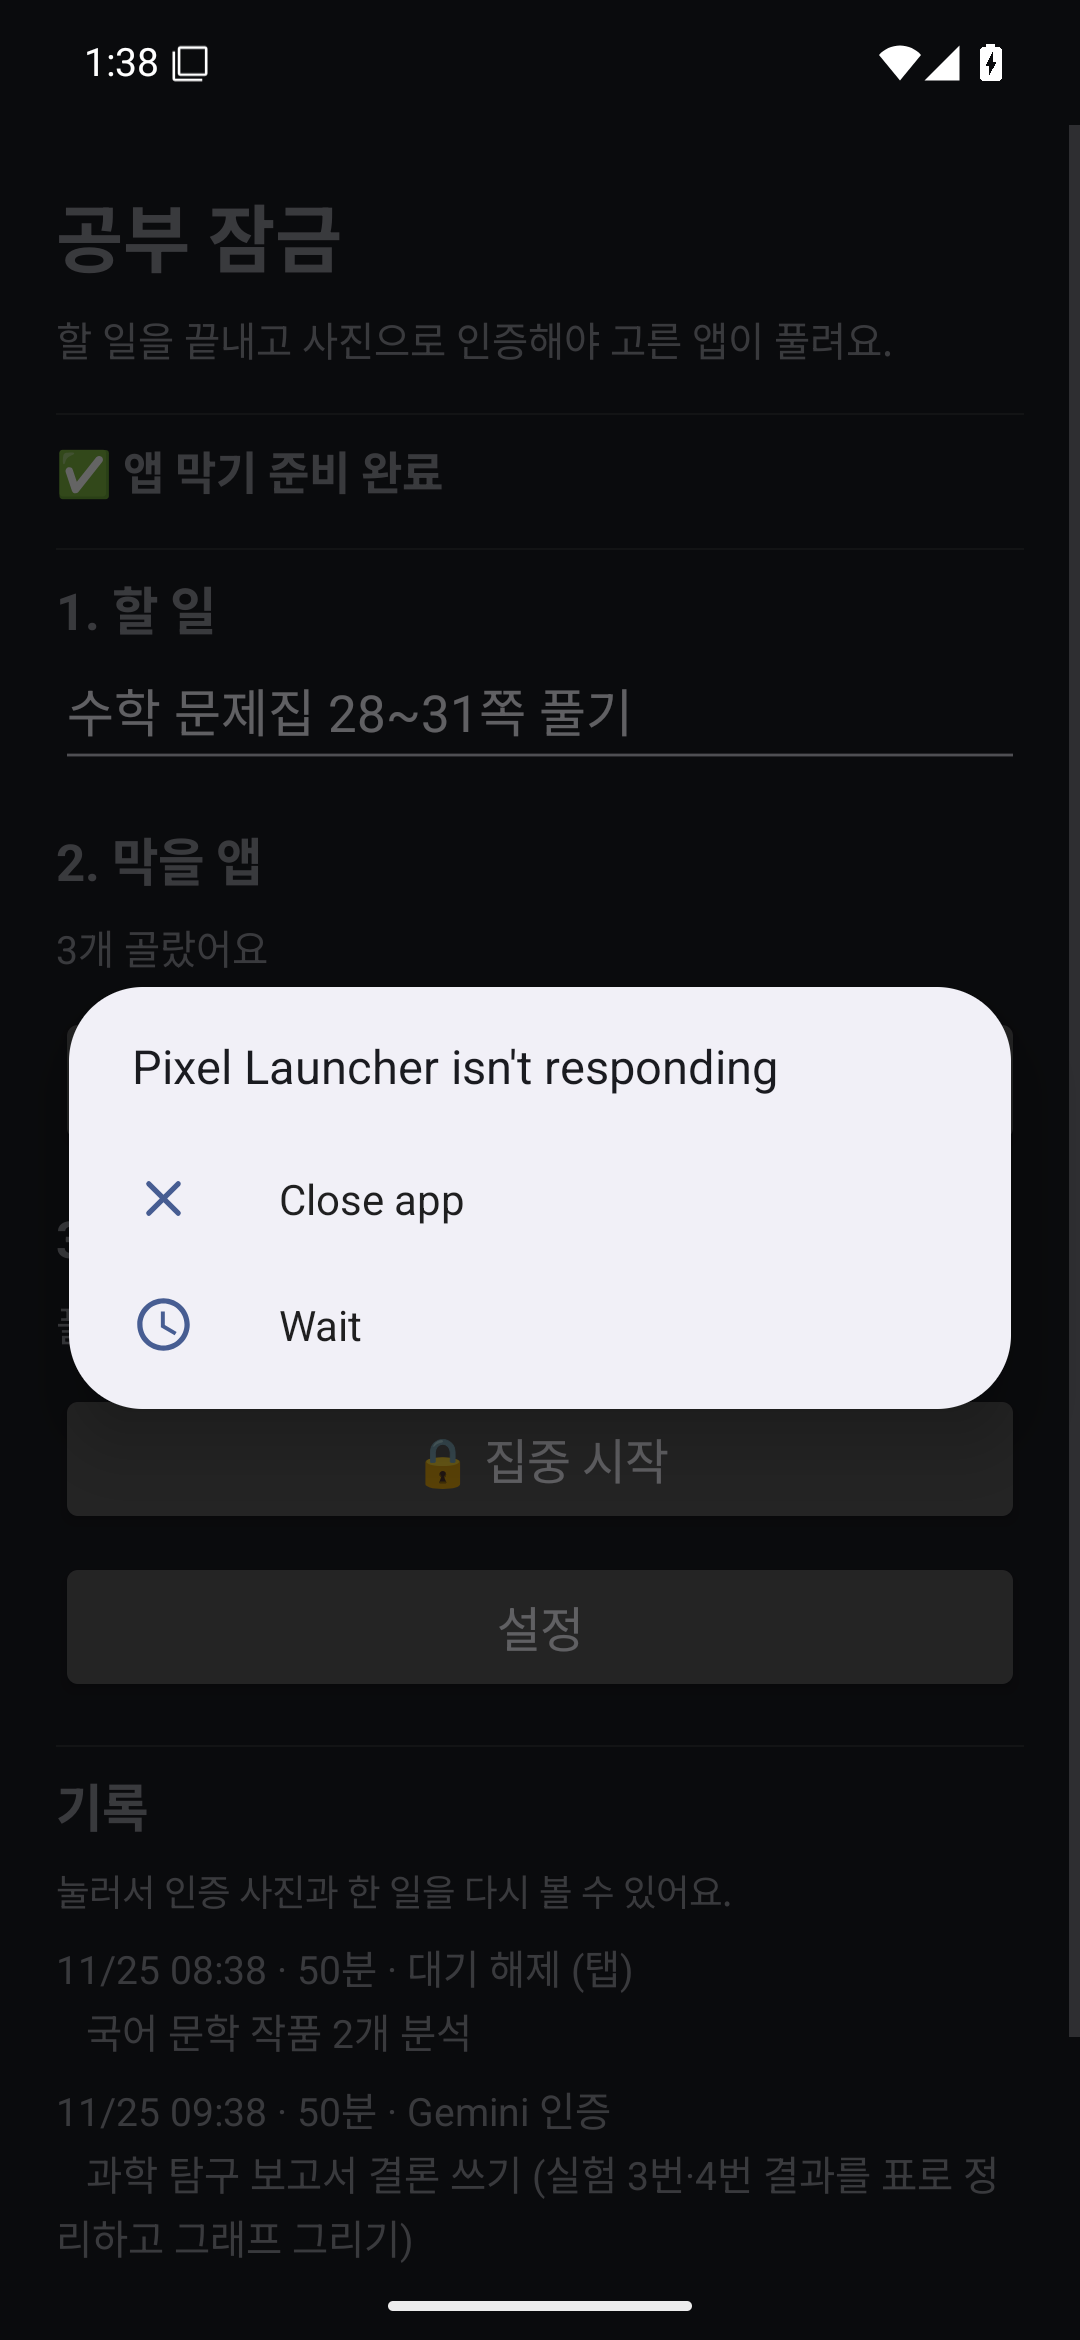 1:38
공부 잠금
할 일을 끝내고 사진으로 인증해야 고른 앱이 풀려요.
✅ 앱 막기 준비 완료
1. 할 일
수학 문제집 28~31쪽 풀기
2. 막을 앱
3개 골랐어요
Pixel Launcher isn't responding
Close app
Wait
🔒 집중 시작
설정
기록
눌러서 인증 사진과 한 일을 다시 볼 수 있어요.
11/25 08:38 · 50분 · 대기 해제 (탭)
국어 문학 작품 2개 분석
11/25 09:38 · 50분 · Gemini 인증
과학 탐구 보고서 결론 쓰기 (실험 3번·4번 결과를 표로 정
리하고 그래프 그리기)